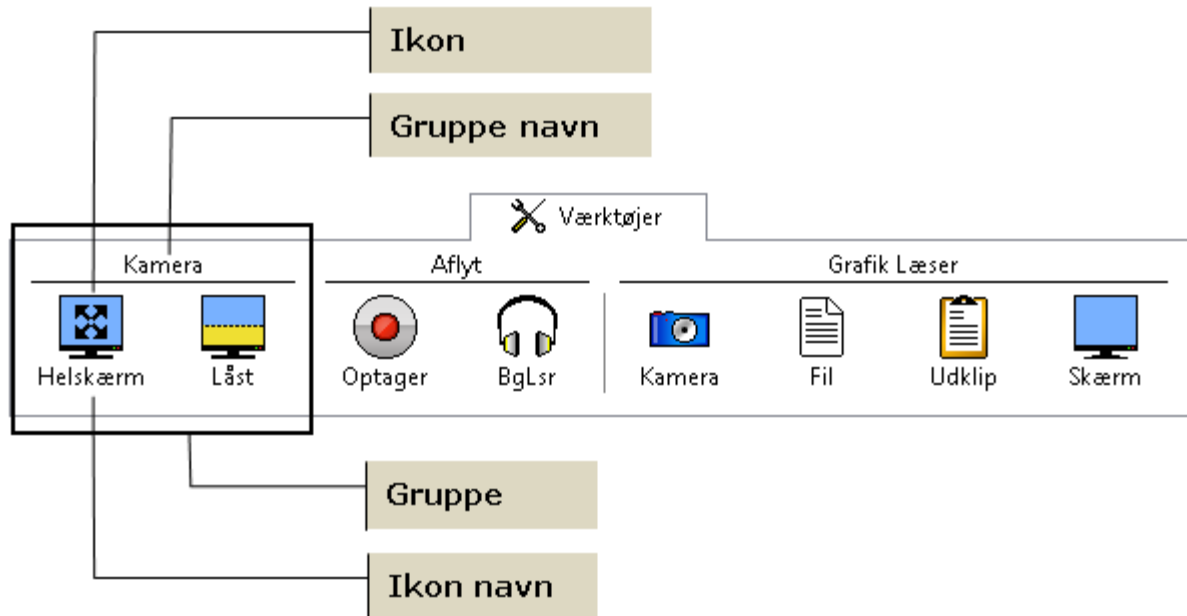 Ikon
Gruppe navn
Værktøjer
Kamera Aflyt Grafik Læser
Helskærm Låst Optager BgLsr Kamera Fil Udklip Skærm
Gruppe
Ikon navn